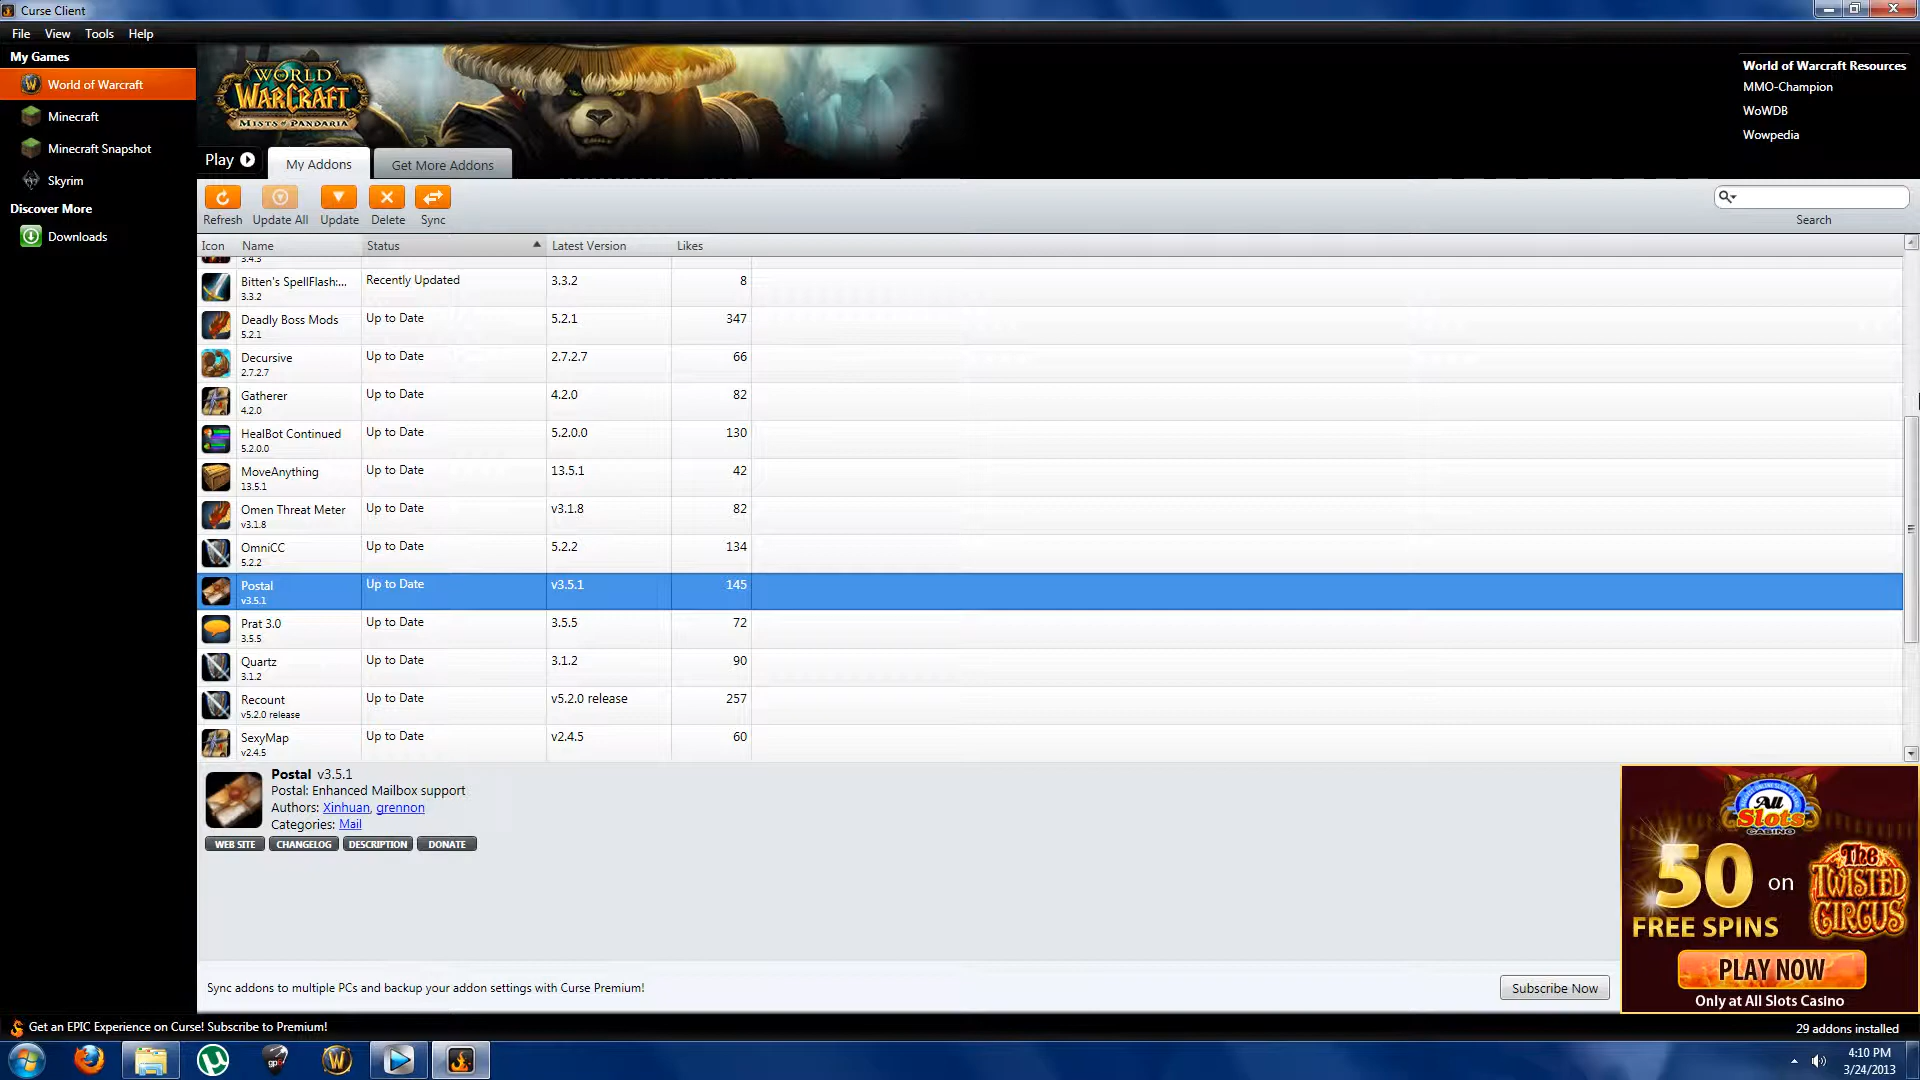 Curse Client
File View Tools Help
My Games
World of Warcraft
Minecraft
Minecraft Snapshot
Skyrim
Discover More
Downloads
WORLD
WARCRAFT
MISTS of PANDARIA
World of Warcraft Resources
MMO-Champion
WoWDB
Wowpedia
Play My Addons Get More Addons
Refresh Update All Update Delete Sync Search
Icon Name Status Latest Version Likes
3.4.3
Bitten's SpellFlash:... Recently Updated 3.3.2 8
3.3.2
Deadly Boss Mods Up to Date 5.2.1 347
5.2.1
Decursive Up to Date 2.7.2.7 66
2.7.2.7
Gatherer Up to Date 4.2.0 82
4.2.0
HealBot Continued Up to Date 5.2.0.0 130
5.2.0.0
MoveAnything Up to Date 13.5.1 42
13.5.1
Omen Threat Meter Up to Date v3.1.8 82
v3.1.8
OmniCC Up to Date 5.2.2 134
5.2.2
Postal Up to Date v3.5.1 145
v3.5.1
Prat 3.0 Up to Date 3.5.5 72
3.5.5
Quartz Up to Date 3.1.2 90
3.1.2
Recount Up to Date v5.2.0 release 257
v5.2.0 release
SexyMap Up to Date v2.4.5 60
v2.4.5
Postal v3.5.1
Postal: Enhanced Mailbox support
Authors: Xinhuan, grennon
Categories: Mail
WEB SITE CHANGELOG DESCRIPTION DONATE
All
Slots
CASINO
50 on
FREE SPINS
The
TWISTED
CIRCUS
PLAY NOW
Only at All Slots Casino
Sync addons to multiple PCs and backup your addon settings with Curse Premium! Subscribe Now
Get an EPIC Experience on Curse! Subscribe to Premium! 29 addons installed
4:10 PM
3/24/2013